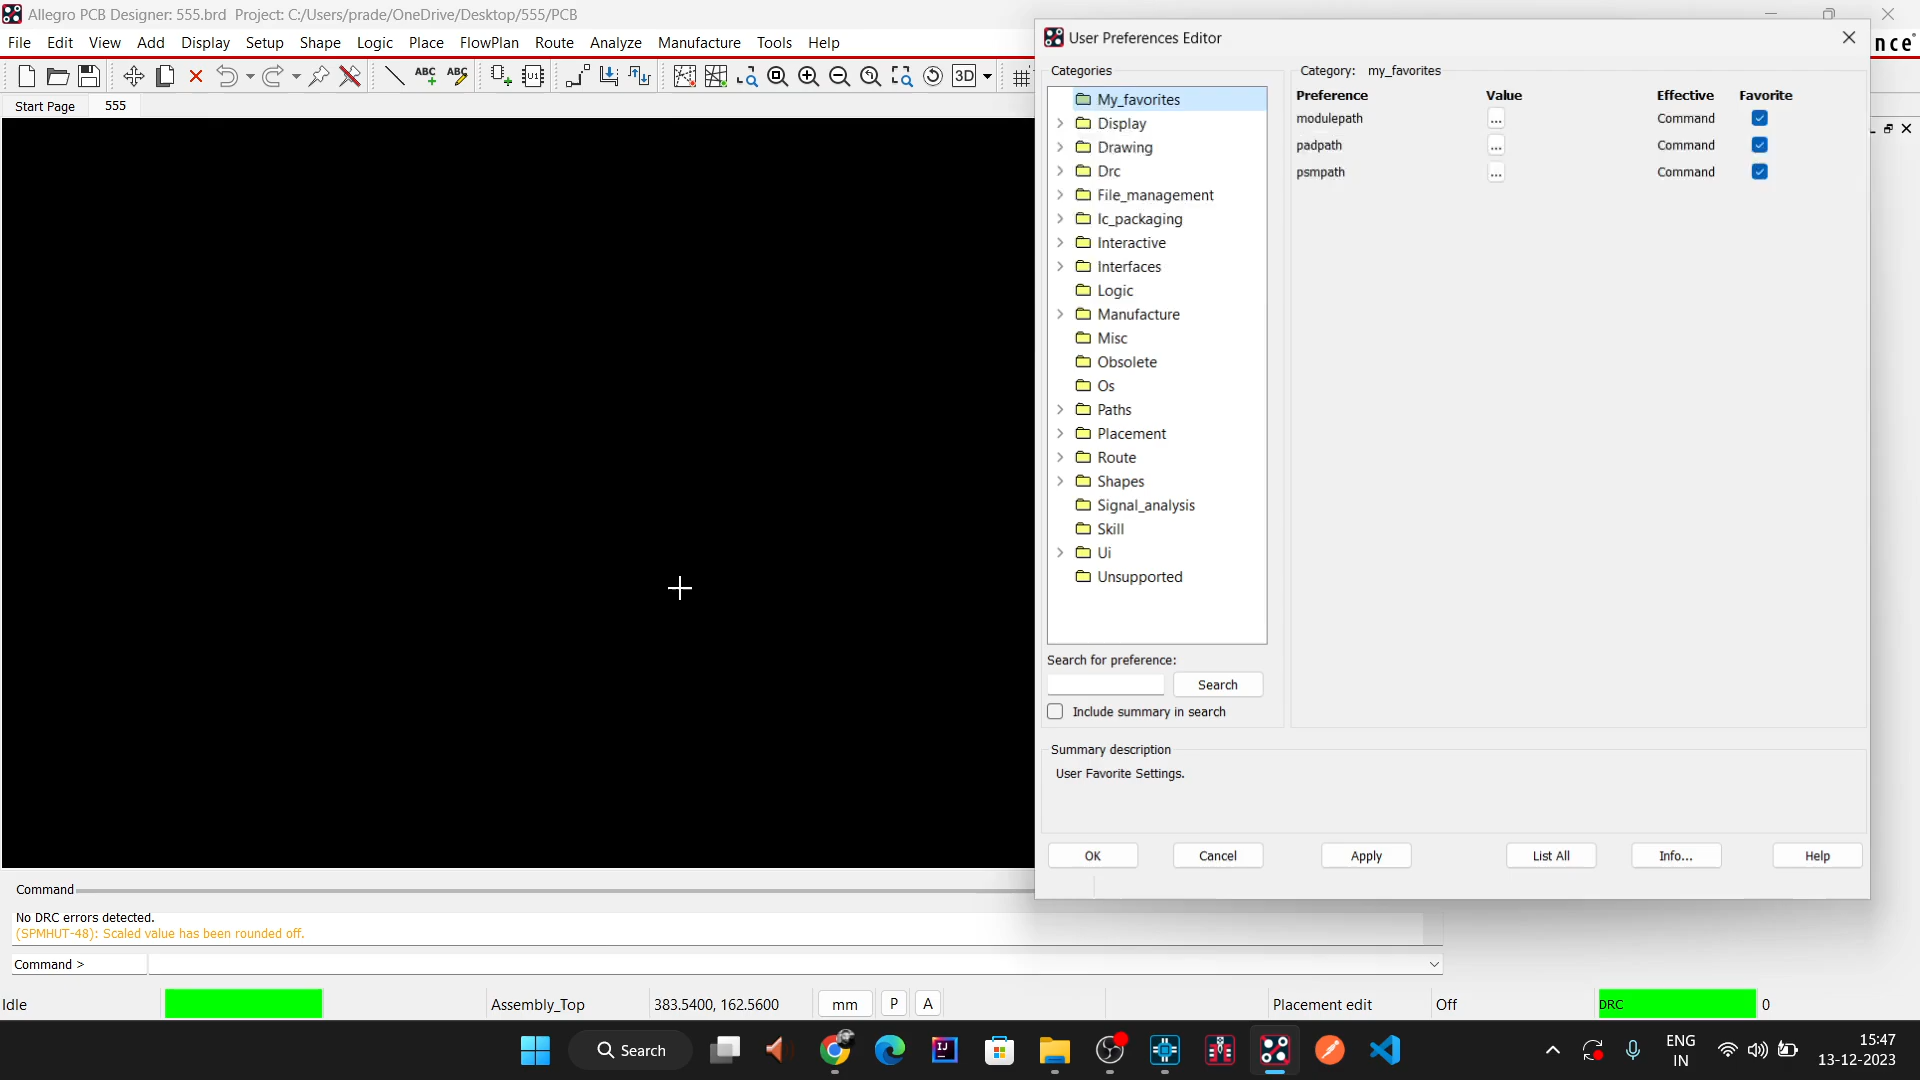 Allegro PCB Designer: 555.brd  Project: C:/Users/prade/OneDrive/Desktop/555/PCB
File Edit View Add Display Setup Shape Logic Place FlowPlan Route Analyze Manufacture Tools Help
nce
ABC ABC U1 3D
Start Page 555
User Preferences Editor
Categories
My_favorites
Display
Drawing
Drc
File_management
Ic_packaging
Interactive
Interfaces
Logic
Manufacture
Misc
Obsolete
Os
Paths
Placement
Route
Shapes
Signal_analysis
Skill
Ui
Unsupported
Search for preference:
Search
Include summary in search
Category: my_favorites
Preference Value Effective Favorite
modulepath ... Command
padpath ... Command
psmpath ... Command
Summary description
User Favorite Settings.
OK Cancel Apply List All Info... Help
Command
No DRC errors detected.
(SPMHUT-48): Scaled value has been rounded off.
Command >
Idle Assembly_Top 383.5400, 162.5600 mm P A Placement edit Off DRC 0
Search
IJ
ENG
IN
15:47
13-12-2023